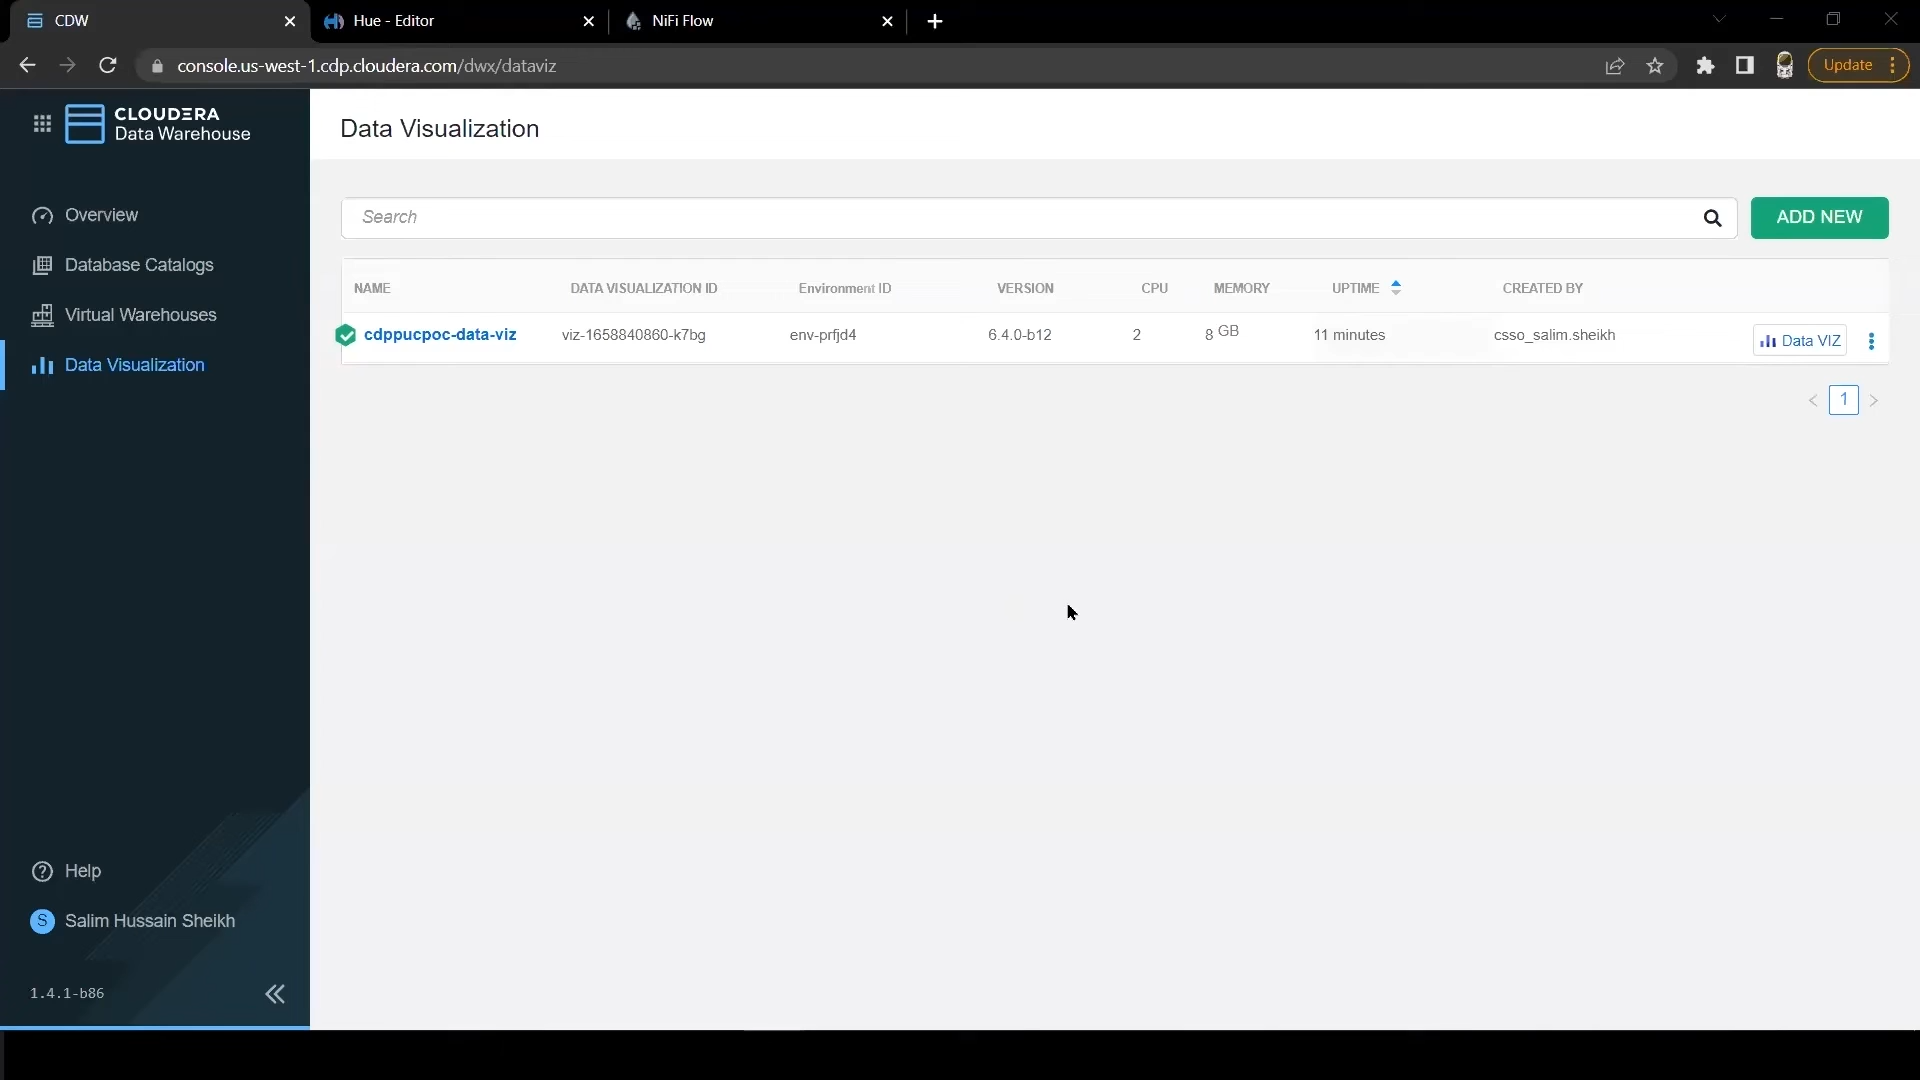 CDW
Hue - Editor
NiFi Flow
console.us-west-1.cdp.cloudera.com/dwx/dataviz
Update
CLOUDERA
Data Warehouse
Data Visualization
Overview
Database Catalogs
Virtual Warehouses
Data Visualization
Search
ADD NEW
NAME DATA VISUALIZATION ID Environment ID VERSION CPU MEMORY UPTIME CREATED BY
cdppucpoc-data-viz viz-1658840860-k7bg env-prfjd4 6.4.0-b12 2 8 GB 11 minutes csso_salim.sheikh Data VIZ
< 1 >
Help
S Salim Hussain Sheikh
1.4.1-b86